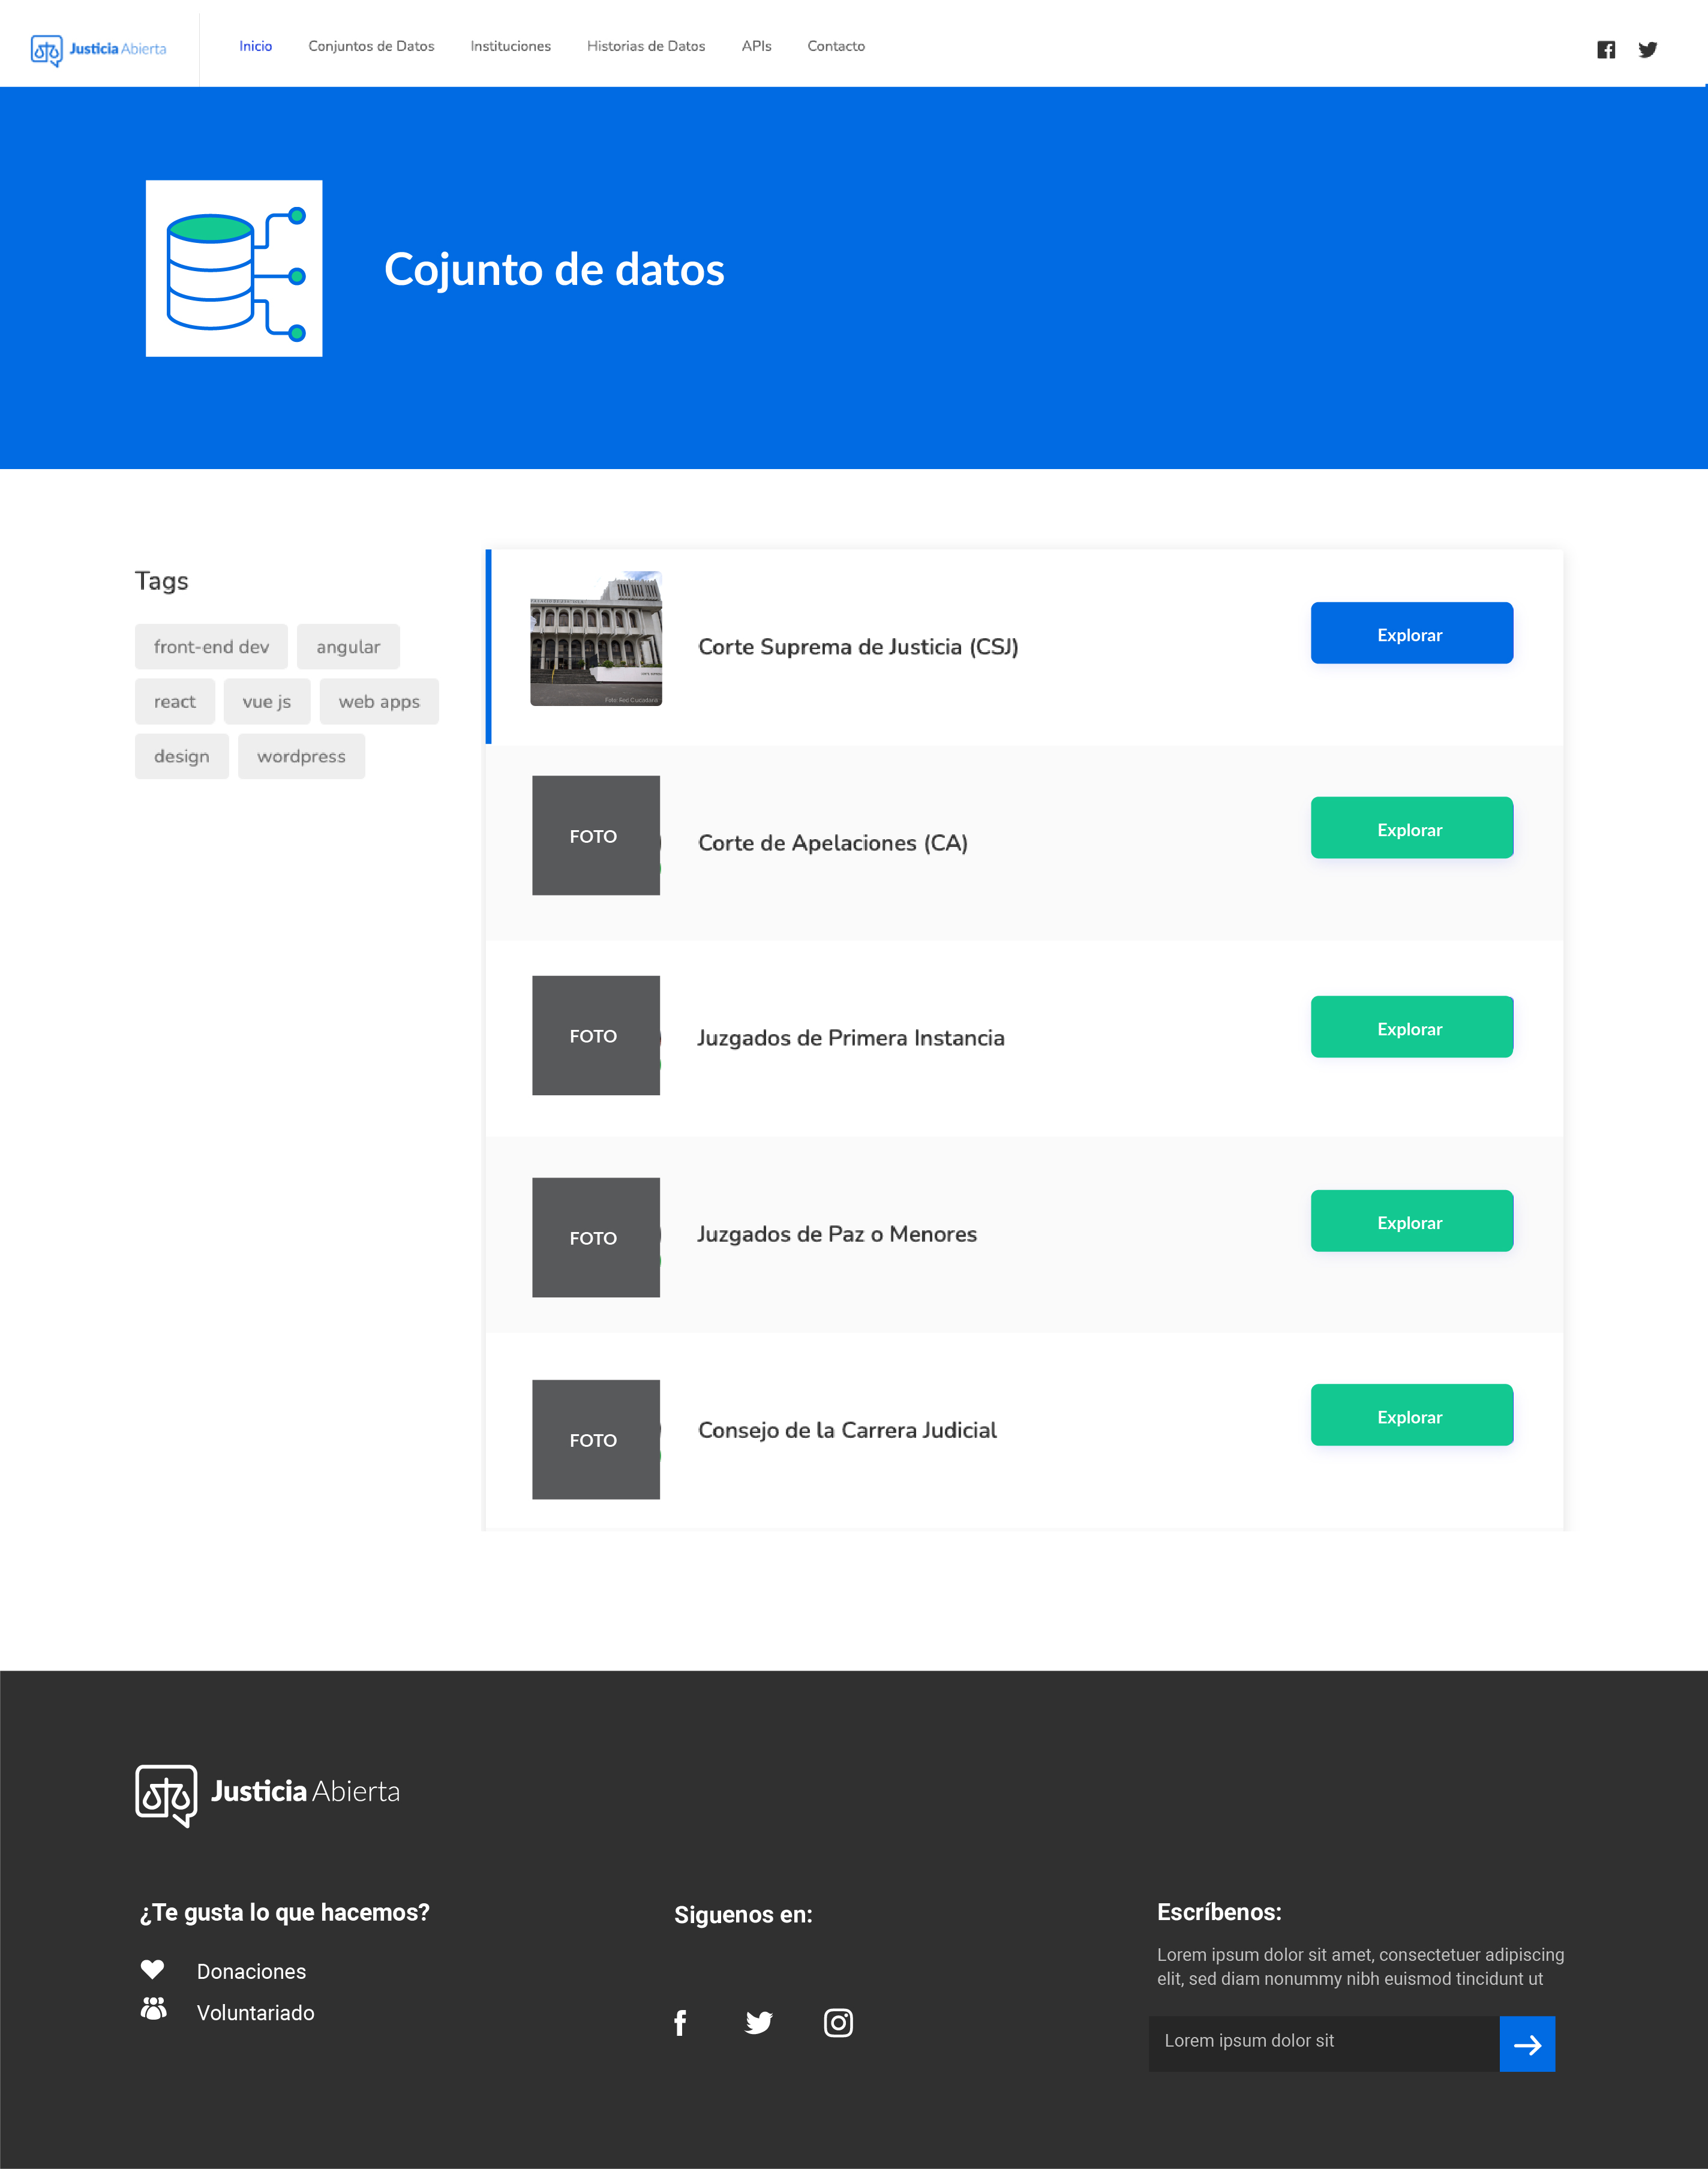 Justicia Abierta
Inicio
Conjuntos de Datos
Instituciones
Historias de Datos
APIs
Contacto
Cojunto de datos
Tags
front-end dev
angular
react
vue js
web apps
design
wordpress
Foto: Red Ciudadana
Corte Suprema de Justicia (CSJ)
Explorar
FOTO
Corte de Apelaciones (CA)
Explorar
FOTO
Juzgados de Primera Instancia
Explorar
FOTO
Juzgados de Paz o Menores
Explorar
FOTO
Consejo de la Carrera Judicial
Explorar
Justicia Abierta
¿Te gusta lo que hacemos?
Donaciones
Voluntariado
Siguenos en:
Escríbenos:
Lorem ipsum dolor sit amet, consectetuer adipiscing
elit, sed diam nonummy nibh euismod tincidunt ut
Lorem ipsum dolor sit